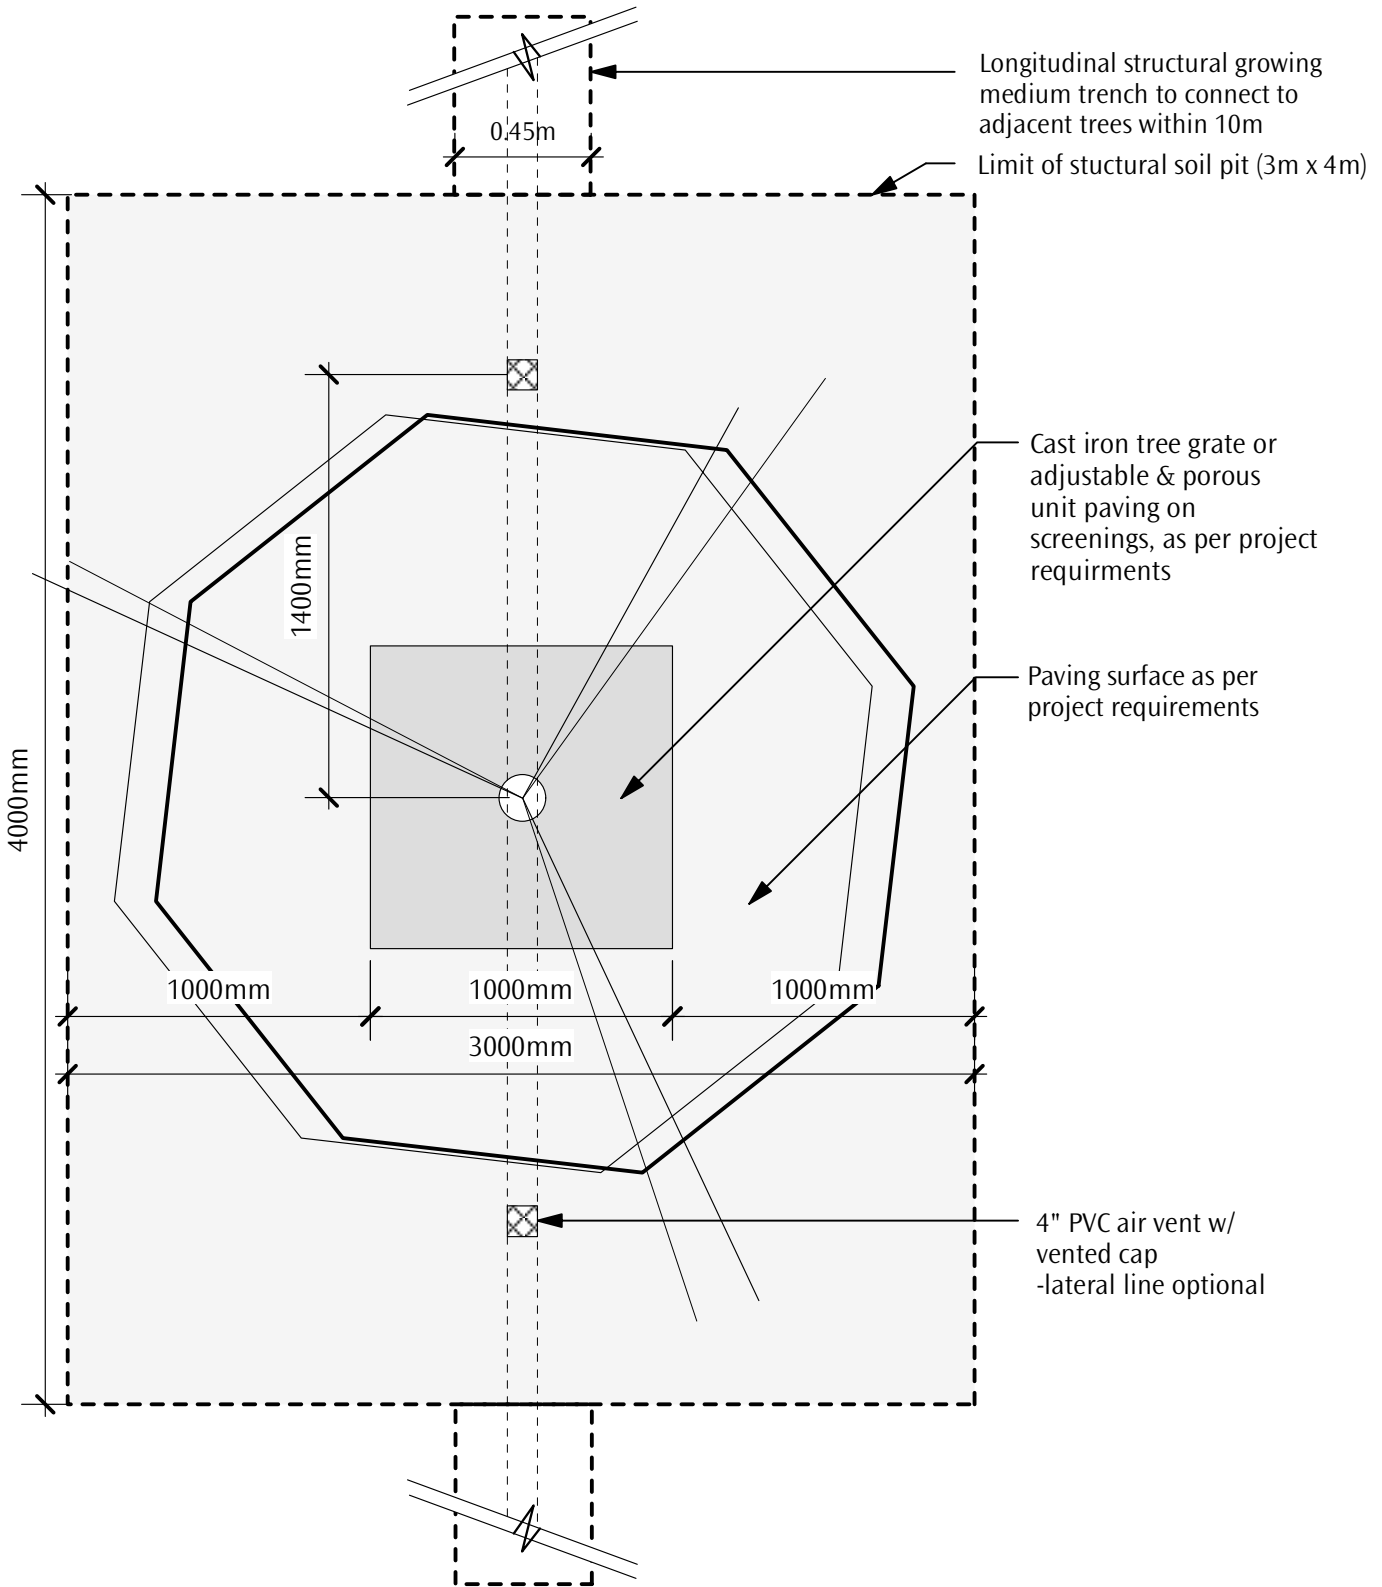 Longitudinal structural growing
medium trench to connect to
adjacent trees within 10m
0.45m
Limit of stuctural soil pit (3m x 4m)
Cast iron tree grate or
adjustable & porous
unit paving on
screenings, as per project
requirments
1400mm
Paving surface as per
project requirements
4000mm
1000mm
1000mm
1000mm
3000mm
4" PVC air vent w/
vented cap
-lateral line optional